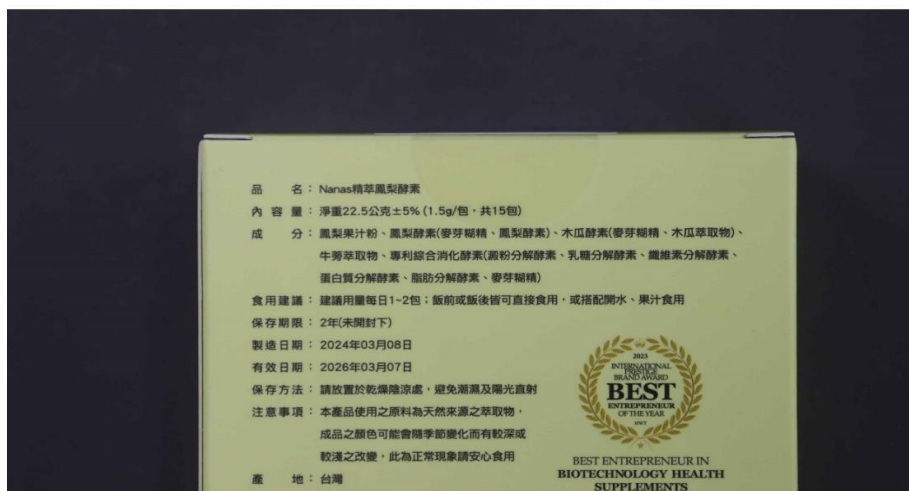 品名：Nanas精萃鳳梨酵素
內容量：淨重22.5公克±5% (1.5g/包，共15包)
成分：鳳梨果汁粉、鳳梨酵素(麥芽糊精、鳳梨酵素)、木瓜酵素(麥芽糊精、木瓜萃取物)、
牛蒡萃取物、專利綜合消化酵素(澱粉分解酵素、乳糖分解酵素、纖維素分解酵素、
蛋白質分解酵素、脂肪分解酵素、麥芽糊精)
食用建議：建議用量每日1~2包；飯前或飯後皆可直接食用，或搭配開水、果汁食用
保存期限：2年(未開封下)
製造日期：2024年03月08日
有效日期：2026年03月07日
保存方法：請放置於乾燥陰涼處，避免潮濕及陽光直射
注意事項：本產品使用之原料為天然來源之萃取物，
成品之顏色可能會隨季節變化而有較深或
較淺之改變，此為正常現象請安心食用
產地：台灣
2023
INTERNATIONAL
PRESTIGE
BRAND AWARD
BEST
ENTREPRENEUR
OF THE YEAR
BEST ENTREPRENEUR IN
BIOTECHNOLOGY HEALTH
SUPPLEMENTS